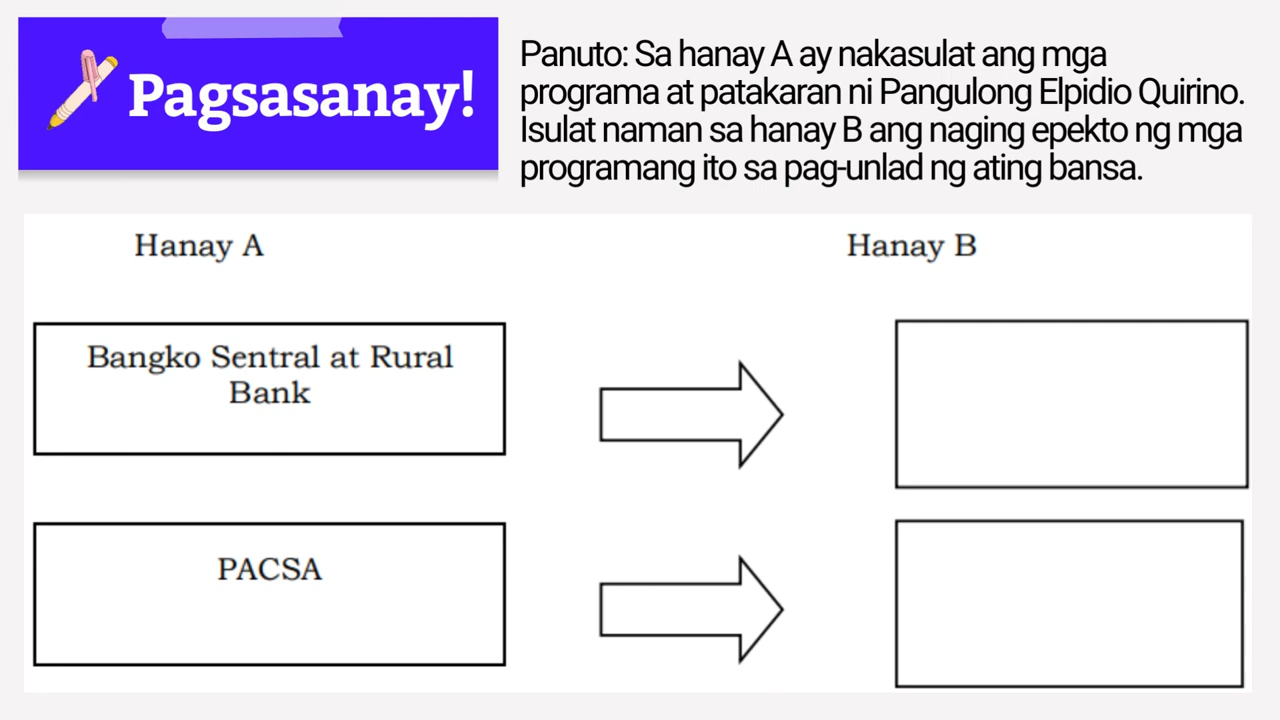 Pagsasanay!
Panuto: Sa hanay A ay nakasulat ang mga
programa at patakaran ni Pangulong Elpidio Quirino.
Isulat naman sa hanay B ang naging epekto ng mga
programang ito sa pag-unlad ng ating bansa.
Hanay A
Hanay B
Bangko Sentral at Rural
Bank
PACSA